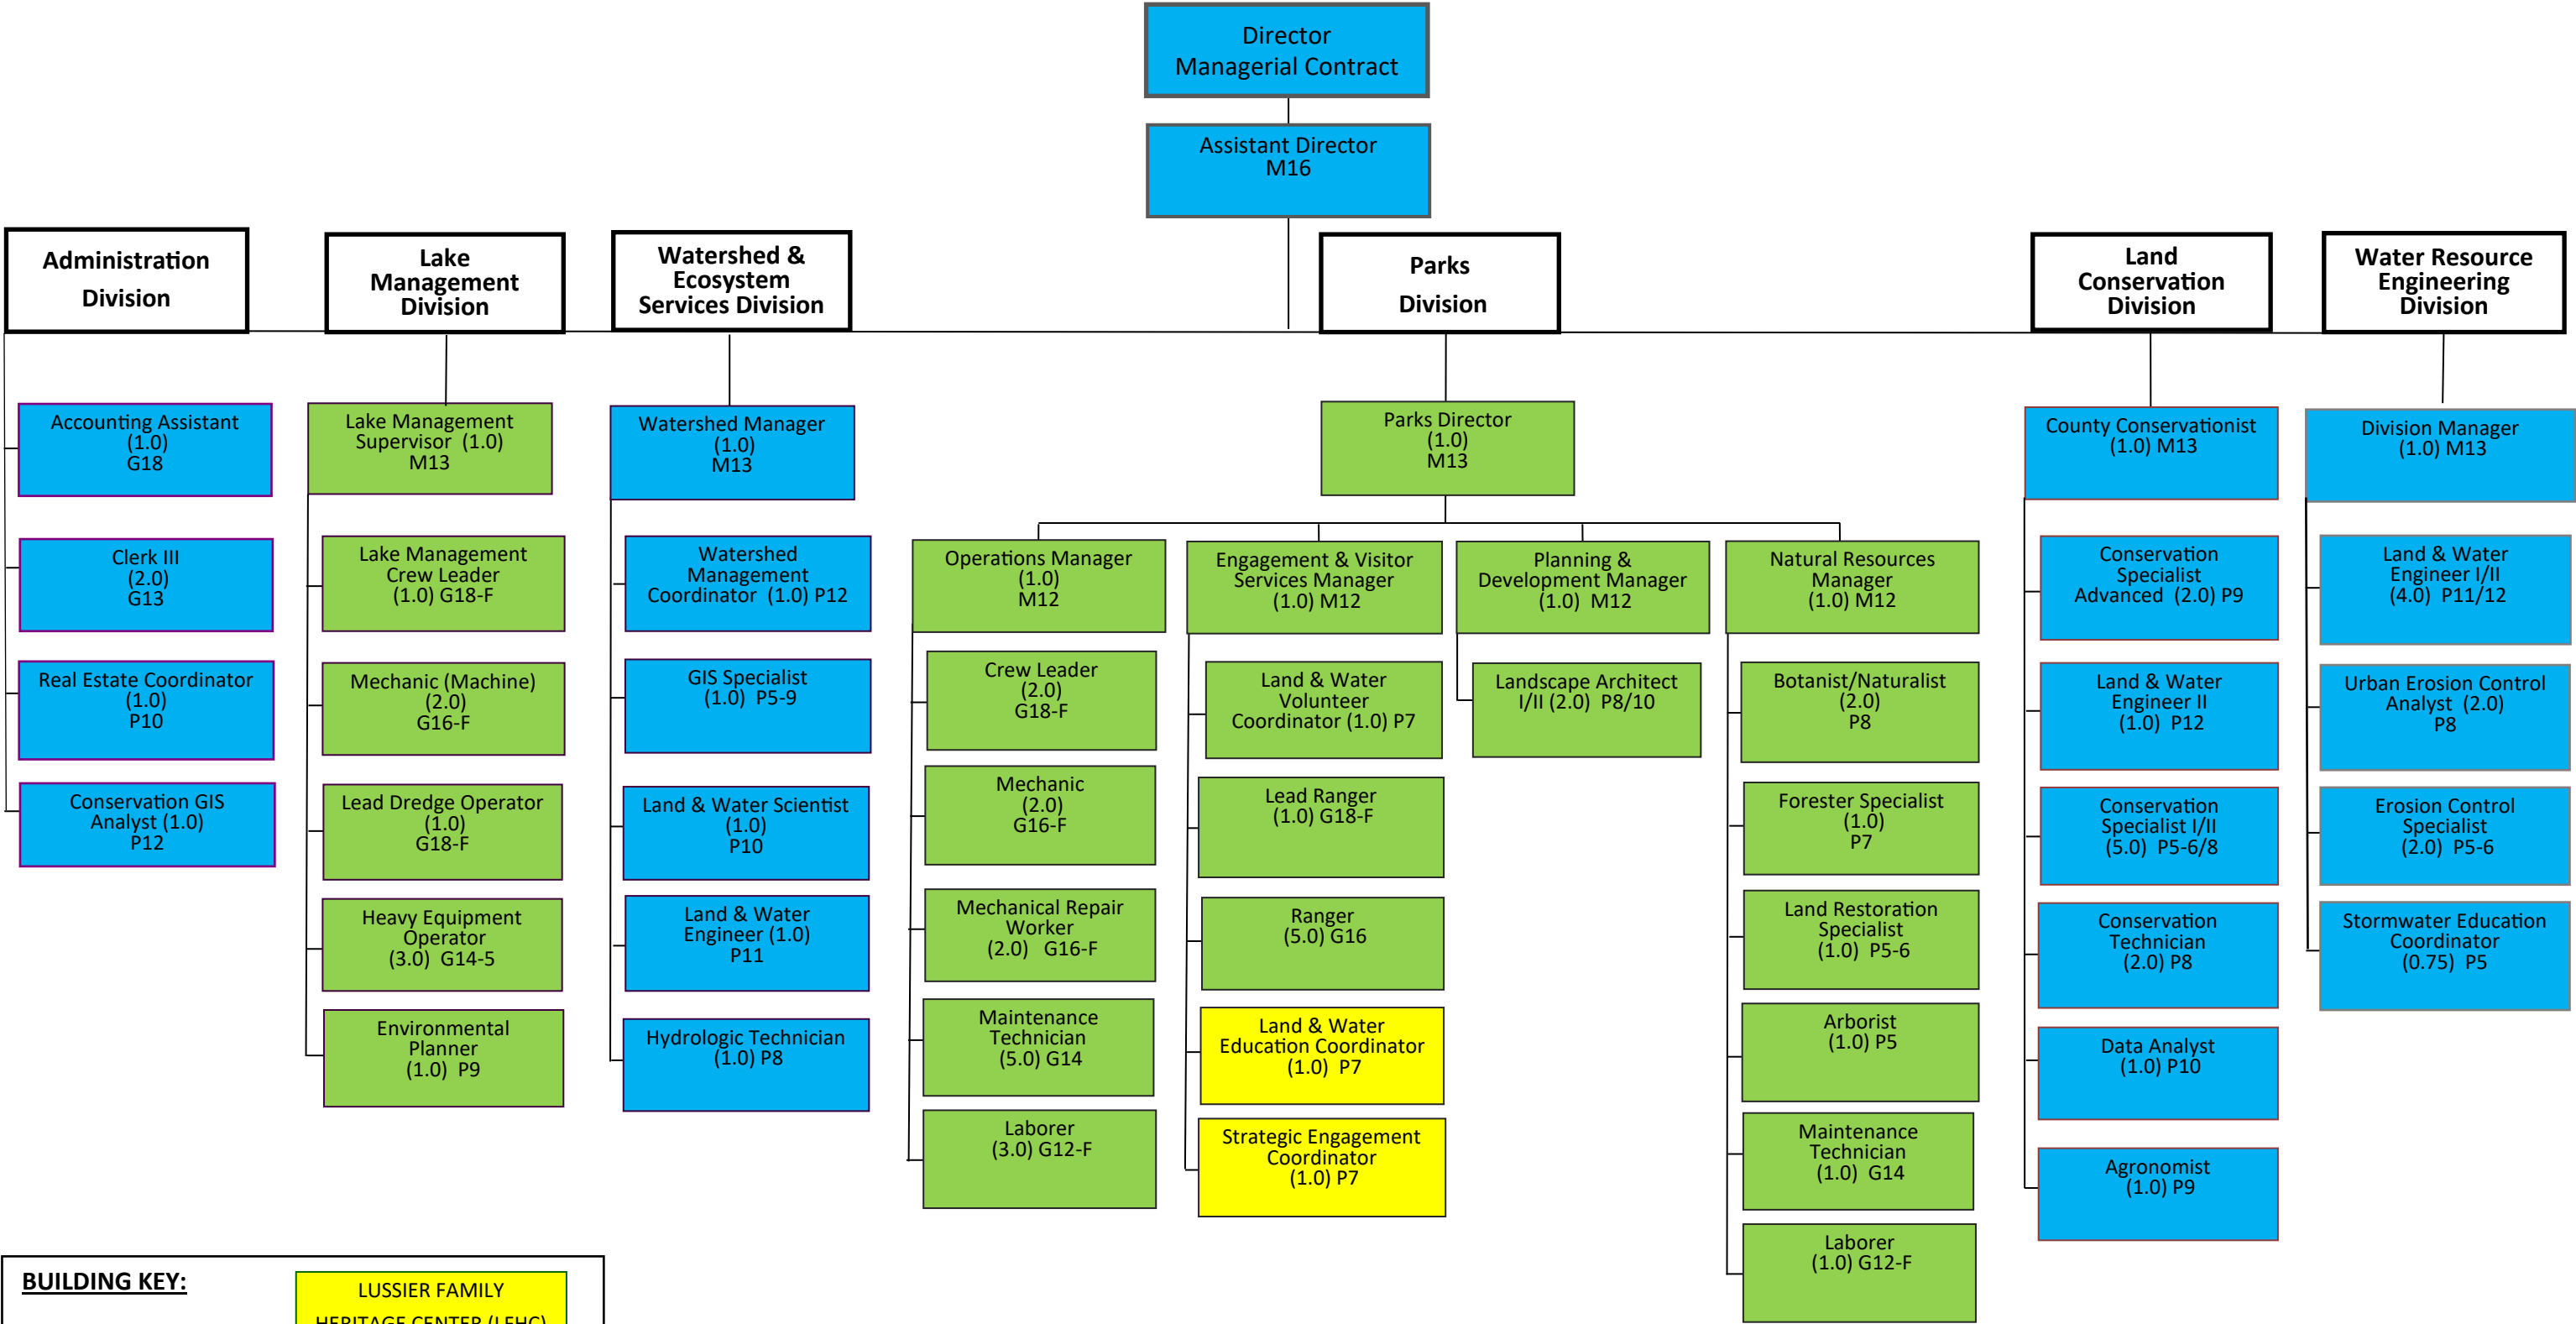 Director
Managerial Contract
Assistant Director
M16
Administration
Division
Lake
Management
Division
Watershed &
Ecosystem
Services Division
Parks
Division
Land
Conservation
Division
Water Resource
Engineering
Division
Accounting Assistant
(1.0)
G18
Clerk III
(2.0)
G13
Real Estate Coordinator
(1.0)
P10
Conservation GIS
Analyst (1.0)
P12
Lake Management
Supervisor (1.0)
M13
Lake Management
Crew Leader
(1.0) G18-F
Mechanic (Machine)
(2.0)
G16-F
Lead Dredge Operator
(1.0)
G18-F
Heavy Equipment
Operator
(3.0) G14-5
Environmental
Planner
(1.0) P9
Watershed Manager
(1.0)
M13
Watershed
Management
Coordinator (1.0) P12
GIS Specialist
(1.0) P5-9
Land & Water Scientist
(1.0)
P10
Land & Water
Engineer (1.0)
P11
Hydrologic Technician
(1.0) P8
Parks Director
(1.0)
M13
Operations Manager
(1.0)
M12
Crew Leader
(2.0)
G18-F
Mechanic
(2.0)
G16-F
Mechanical Repair
Worker
(2.0) G16-F
Maintenance
Technician
(5.0) G14
Laborer
(3.0) G12-F
Engagement & Visitor
Services Manager
(1.0) M12
Land & Water
Volunteer
Coordinator (1.0) P7
Lead Ranger
(1.0) G18-F
Ranger
(5.0) G16
Land & Water
Education Coordinator
(1.0) P7
Strategic Engagement
Coordinator
(1.0) P7
Planning &
Development Manager
(1.0) M12
Landscape Architect
I/II (2.0) P8/10
Natural Resources
Manager
(1.0) M12
Botanist/Naturalist
(2.0)
P8
Forester Specialist
(1.0)
P7
Land Restoration
Specialist
(1.0) P5-6
Arborist
(1.0) P5
Maintenance
Technician
(1.0) G14
Laborer
(1.0) G12-F
County Conservationist
(1.0) M13
Conservation
Specialist
Advanced (2.0) P9
Land & Water
Engineer II
(1.0) P12
Conservation
Specialist I/II
(5.0) P5-6/8
Conservation
Technician
(2.0) P8
Data Analyst
(1.0) P10
Agronomist
(1.0) P9
Division Manager
(1.0) M13
Land & Water
Engineer I/II
(4.0) P11/12
Urban Erosion Control
Analyst (2.0)
P8
Erosion Control
Specialist
(2.0) P5-6
Stormwater Education
Coordinator
(0.75) P5
BUILDING KEY:
LUSSIER FAMILY
HERITAGE CENTER (LFHC)